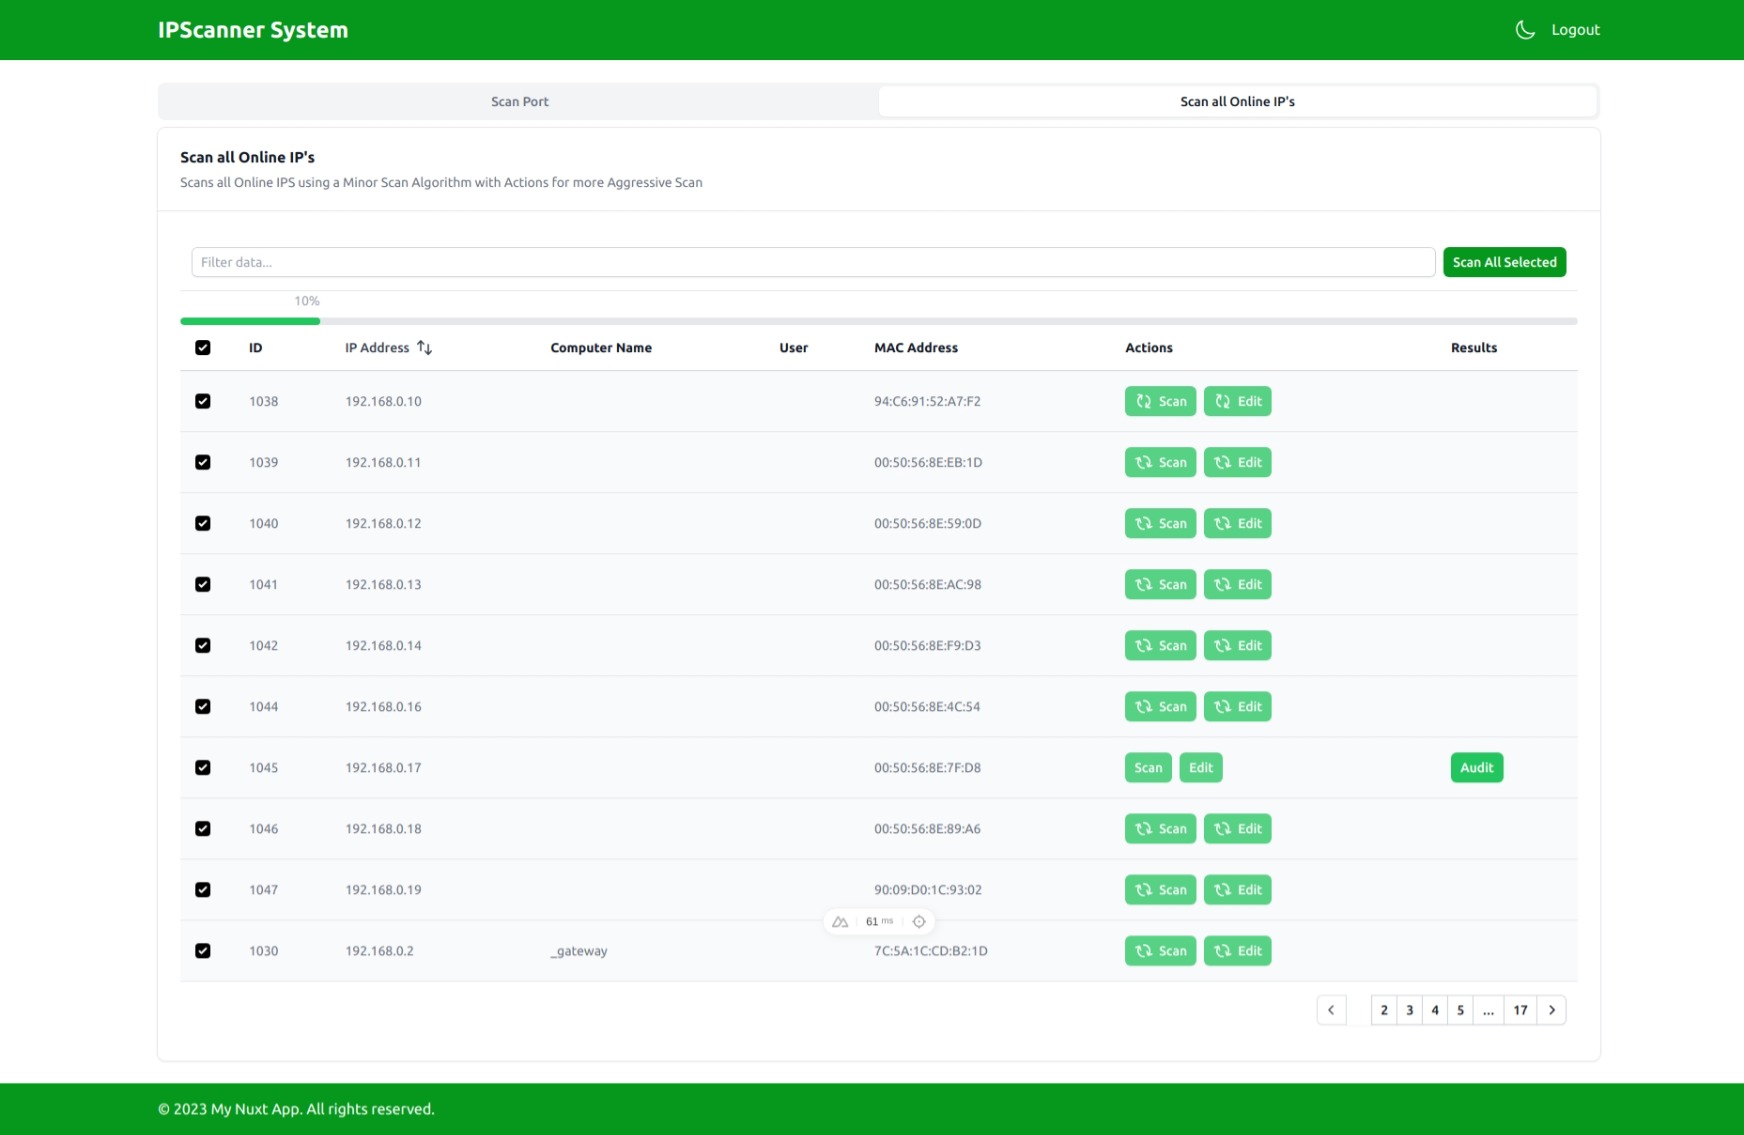 IPScanner System
Logout
Scan Port
Scan all Online IP's
Scan all Online IP's
Scans all Online IPS using a Minor Scan Algorithm with Actions for more Aggressive Scan
Filter data...
Scan All Selected
10%
ID IP Address Computer Name User MAC Address Actions Results
1038 192.168.0.10 94:C6:91:52:A7:F2 Scan Edit
1039 192.168.0.11 00:50:56:8E:EB:1D Scan Edit
1040 192.168.0.12 00:50:56:8E:59:0D Scan Edit
1041 192.168.0.13 00:50:56:8E:AC:98 Scan Edit
1042 192.168.0.14 00:50:56:8E:F9:D3 Scan Edit
1044 192.168.0.16 00:50:56:8E:4C:54 Scan Edit
1045 192.168.0.17 00:50:56:8E:7F:D8 Scan Edit Audit
1046 192.168.0.18 00:50:56:8E:89:A6 Scan Edit
1047 192.168.0.19 90:09:D0:1C:93:02 Scan Edit
61 ms
1030 192.168.0.2 _gateway 7C:5A:1C:CD:B2:1D Scan Edit
2 3 4 5 ... 17
© 2023 My Nuxt App. All rights reserved.